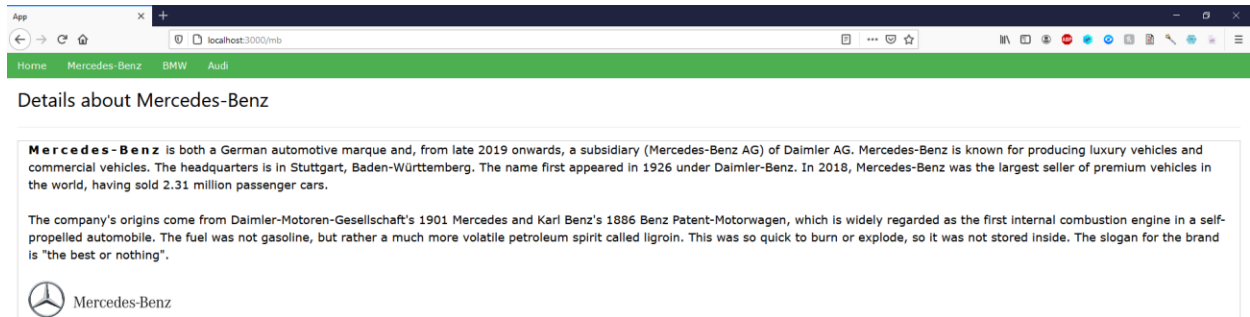 App
localhost:3000/mb
Home Mercedes-Benz BMW Audi
Details about Mercedes-Benz
Mercedes-Benz is both a German automotive marque and, from late 2019 onwards, a subsidiary (Mercedes-Benz AG) of Daimler AG. Mercedes-Benz is known for producing luxury vehicles and
commercial vehicles. The headquarters is in Stuttgart, Baden-Württemberg. The name first appeared in 1926 under Daimler-Benz. In 2018, Mercedes-Benz was the largest seller of premium vehicles in
the world, having sold 2.31 million passenger cars.
The company's origins come from Daimler-Motoren-Gesellschaft's 1901 Mercedes and Karl Benz's 1886 Benz Patent-Motorwagen, which is widely regarded as the first internal combustion engine in a self-
propelled automobile. The fuel was not gasoline, but rather a much more volatile petroleum spirit called ligroin. This was so quick to burn or explode, so it was not stored inside. The slogan for the brand
is "the best or nothing".
Mercedes-Benz